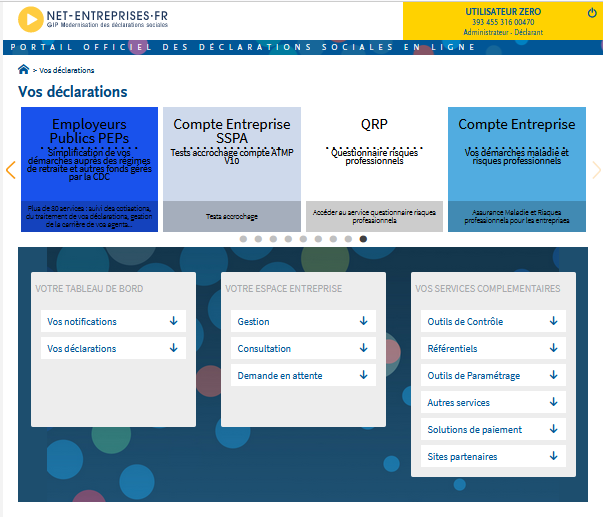 NET-ENTREPRISES·FR
GIP Modernisation des déclarations sociales
UTILISATEUR ZERO
393 455 316 00470
Administrateur - Déclarant
PORTAIL OFFICIEL DES DÉCLARATIONS SOCIALES EN LIGNE
> Vos déclarations
Vos déclarations
Employeurs
Publics PEPs
Simplification de vos
démarches auprès des régimes
de retraite et autres fonds gérés
par la CDC
Plus de 80 services : suivi des cotisations,
du traitement de vos déclarations, gestion
de la carrière de vos agents...
Compte Entreprise
SSPA
Tests accrochage compte ATMP
V1.0
Tests accrochage
QRP
Questionnaire risques
professionnels
Accéder au service questionnaire risques
professionnels
Compte Entreprise
Vos démarches maladie et
risques professionnels
Assurance Maladie et Risques
professionnels pour les entreprises
VOTRE TABLEAU DE BORD
Vos notifications
Vos déclarations
VOTRE ESPACE ENTREPRISE
Gestion
Consultation
Demande en attente
VOS SERVICES COMPLEMENTAIRES
Outils de Contrôle
Référentiels
Outils de Paramétrage
Autres services
Solutions de paiement
Sites partenaires